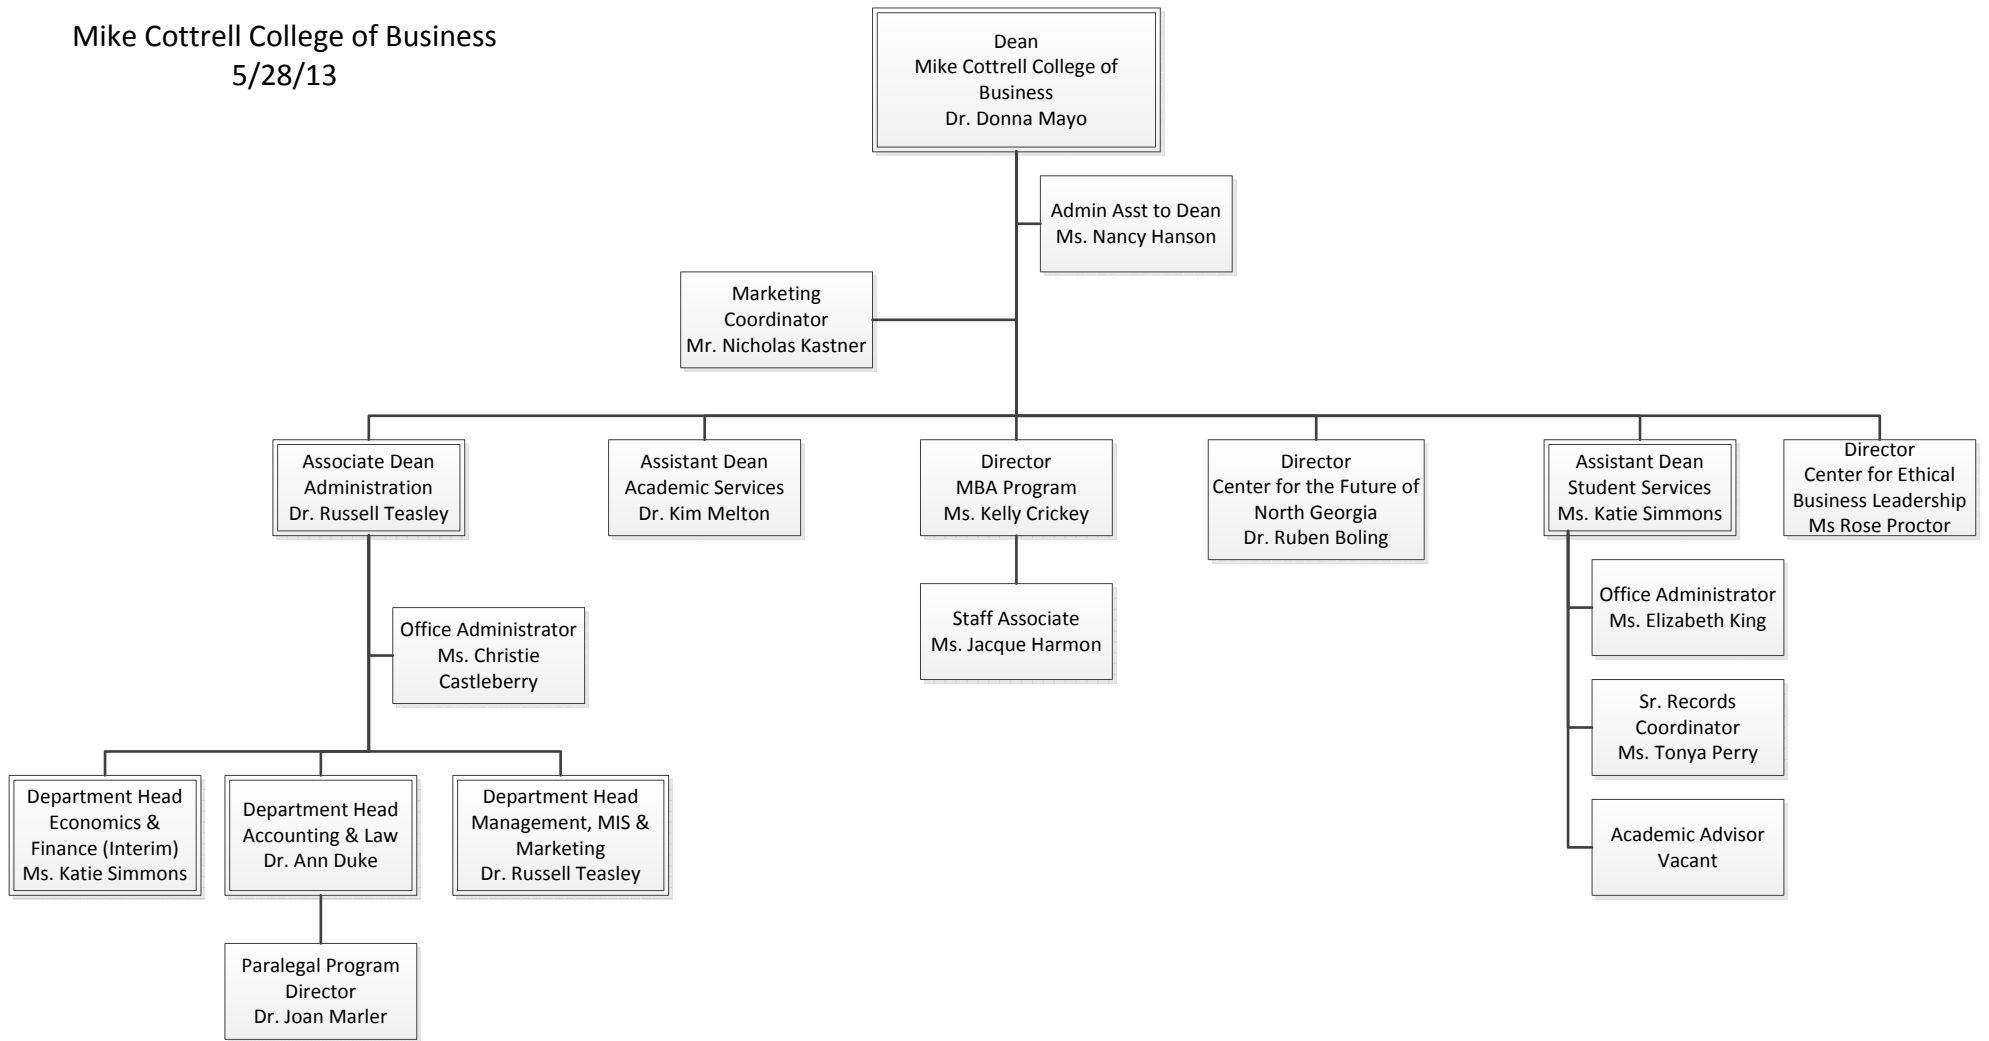 Mike Cottrell College of Business
5/28/13
Dean
Mike Cottrell College of
Business
Dr. Donna Mayo
Admin Asst to Dean
Ms. Nancy Hanson
Marketing
Coordinator
Mr. Nicholas Kastner
Associate Dean
Administration
Dr. Russell Teasley
Assistant Dean
Academic Services
Dr. Kim Melton
Director
MBA Program
Ms. Kelly Crickey
Director
Center for the Future of
North Georgia
Dr. Ruben Boling
Assistant Dean
Student Services
Ms. Katie Simmons
Director
Center for Ethical
Business Leadership
Ms Rose Proctor
Office Administrator
Ms. Christie
Castleberry
Staff Associate
Ms. Jacque Harmon
Office Administrator
Ms. Elizabeth King
Sr. Records
Coordinator
Ms. Tonya Perry
Academic Advisor
Vacant
Department Head
Economics &
Finance (Interim)
Ms. Katie Simmons
Department Head
Accounting & Law
Dr. Ann Duke
Department Head
Management, MIS &
Marketing
Dr. Russell Teasley
Paralegal Program
Director
Dr. Joan Marler